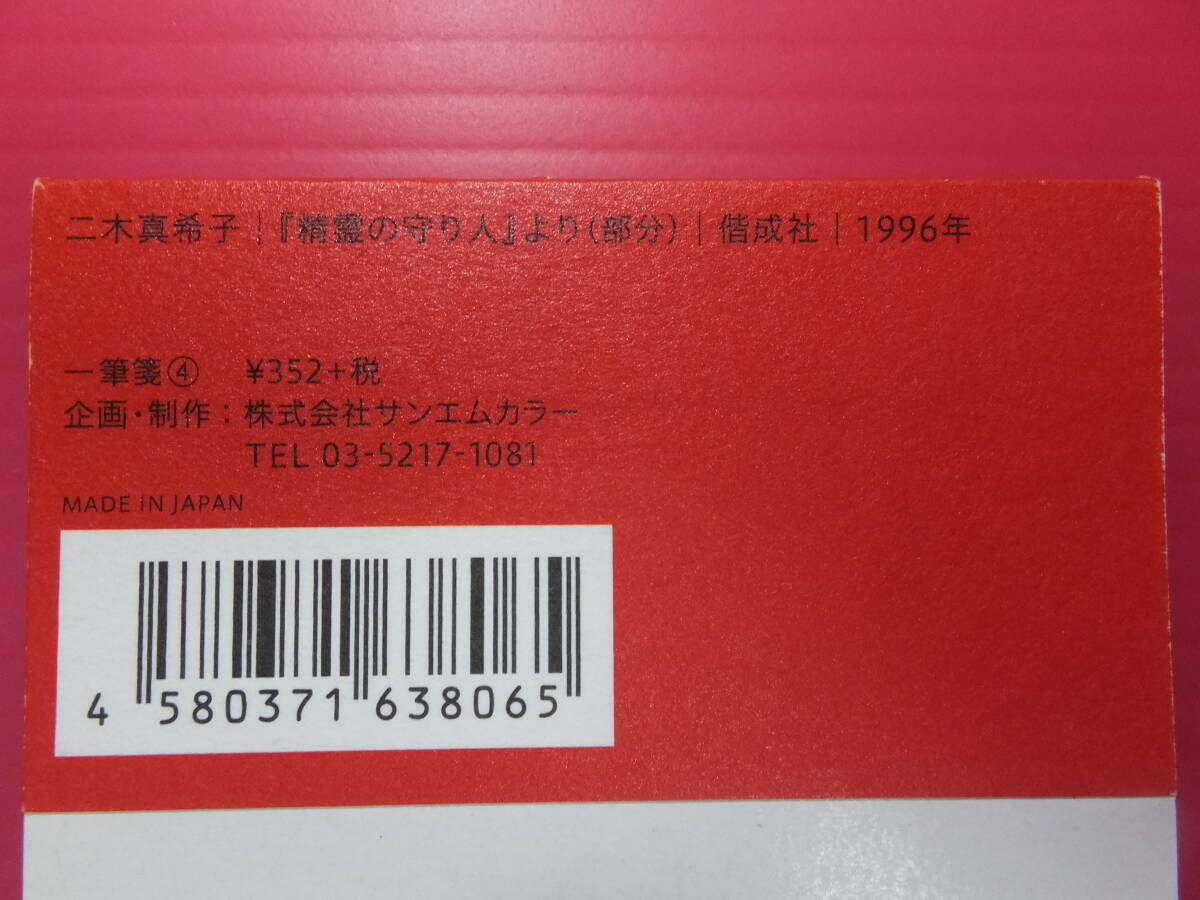 二木真希子｜『精霊の守り人』より（部分）｜偕成社｜1996年
一筆箋④ ¥352+税
企画・制作：株式会社サンエムカラー
TEL 03-5217-1081
MADE IN JAPAN
4 580371 638065